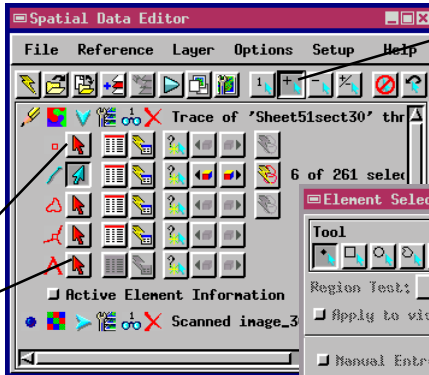 Spatial Data Editor
File Reference Layer Options Setup Help
1
Trace of 'Sheet51sect30' thr
6 of 261 selec
Element Selec
Tool
Region Test:
Apply to vi
Active Element Information
Scanned image_3
Manual Entr